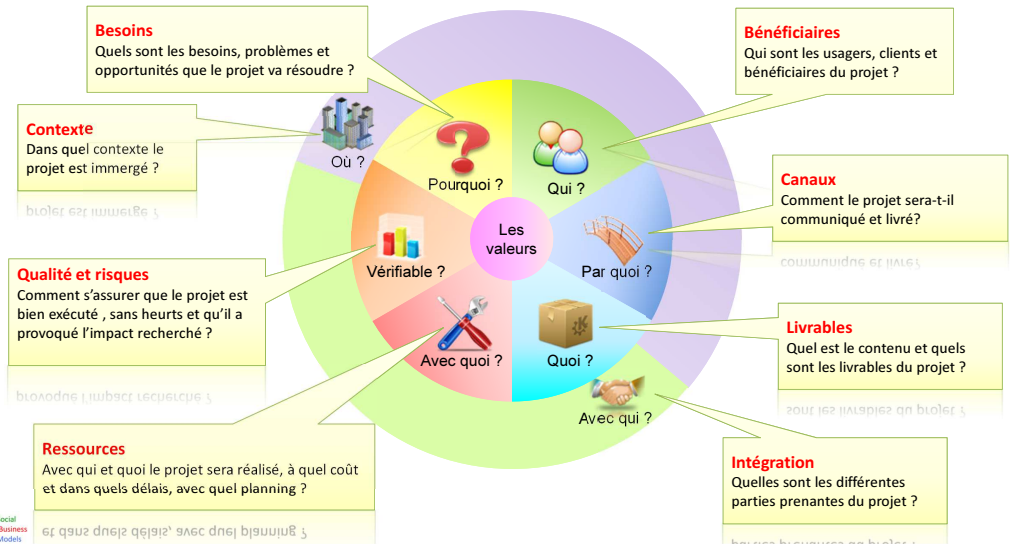 Besoins
Quels sont les besoins, problèmes et
opportunités que le projet va résoudre ?
Bénéficiaires
Qui sont les usagers, clients et
bénéficiaires du projet ?
Contexte
Dans quel contexte le
projet est immergé ?
Où ?
Pourquoi ?
Qui ?
Canaux
Comment le projet sera-t-il
communiqué et livré?
Les
valeurs
Vérifiable ?
Par quoi ?
Qualité et risques
Comment s'assurer que le projet est
bien exécuté , sans heurts et qu'il a
provoqué l'impact recherché ?
Avec quoi ?
Quoi ?
Livrables
Quel est le contenu et quels
sont les livrables du projet ?
Avec qui ?
Ressources
Avec qui et quoi le projet sera réalisé, à quel coût
et dans quels délais, avec quel planning ?
Intégration
Quelles sont les différentes
parties prenantes du projet ?
Business
Models